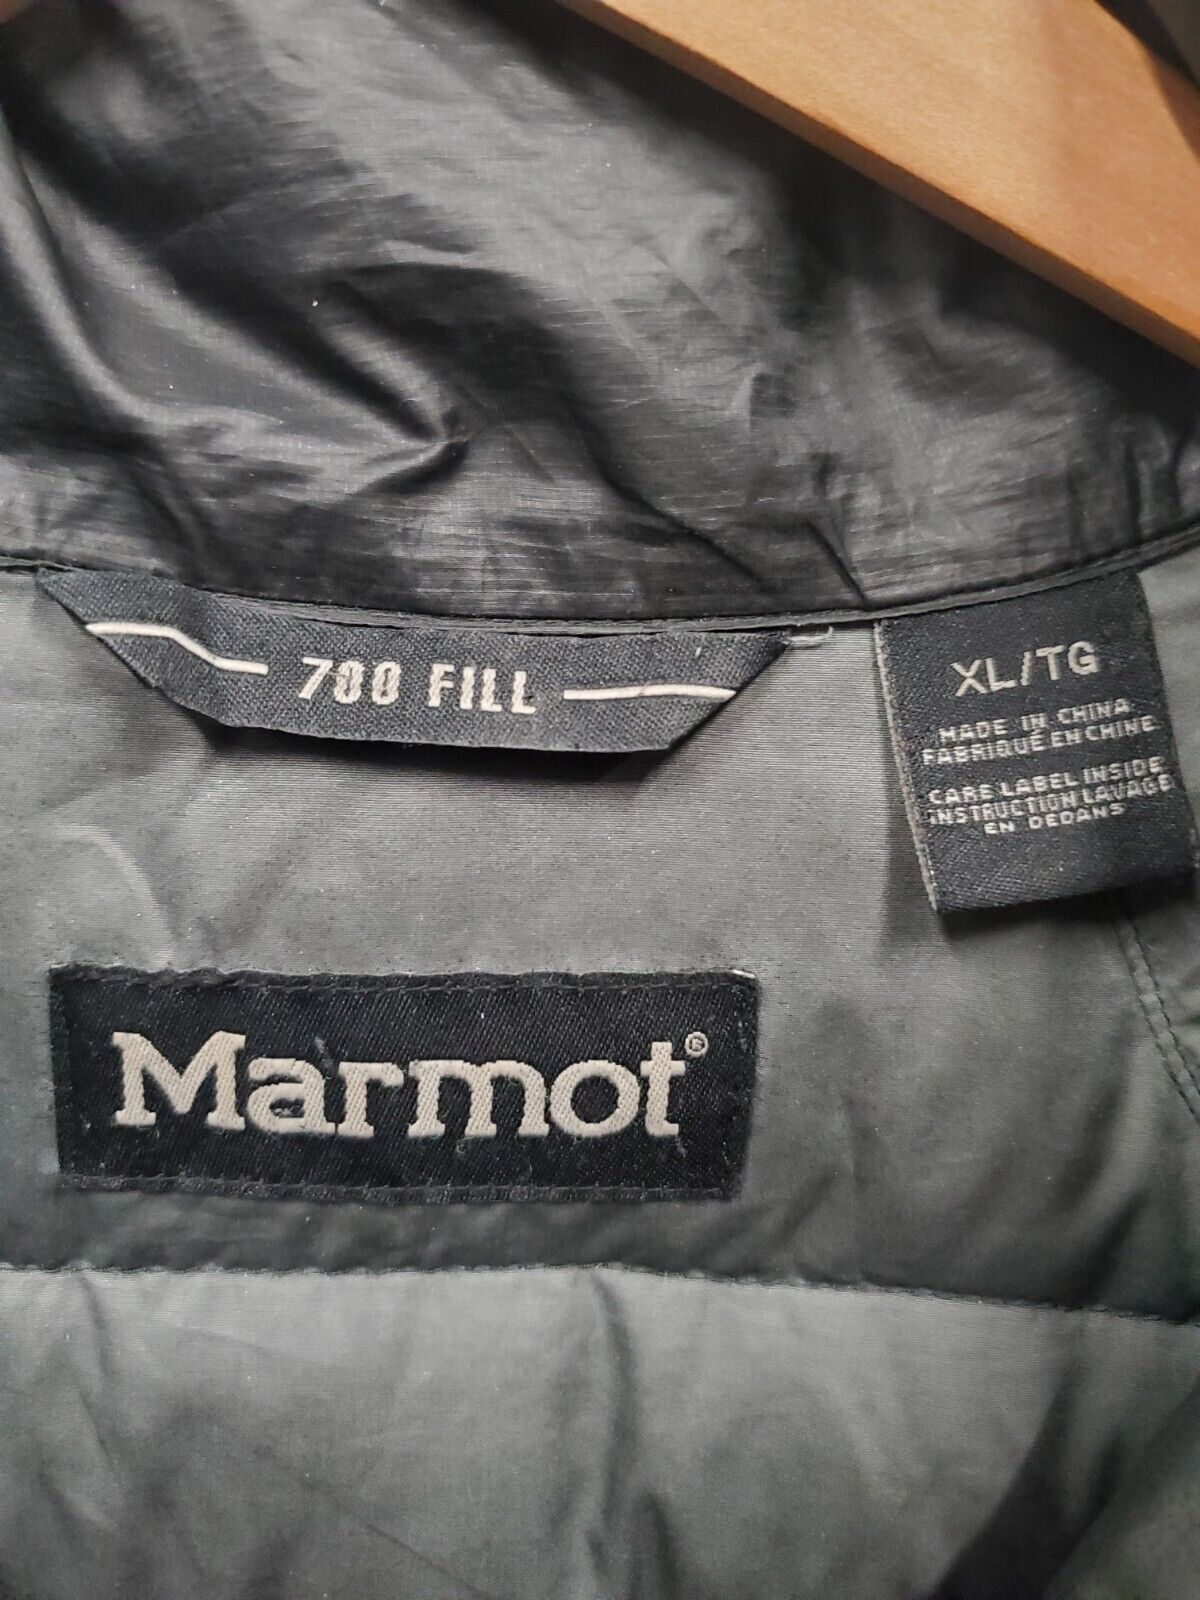 700 FILL
XL/TG
MADE IN CHINA
FABRIQUÉ EN CHINE
CARE LABEL INSIDE
INSTRUCTION LAVAGE
EN DEDANS
Marmot®